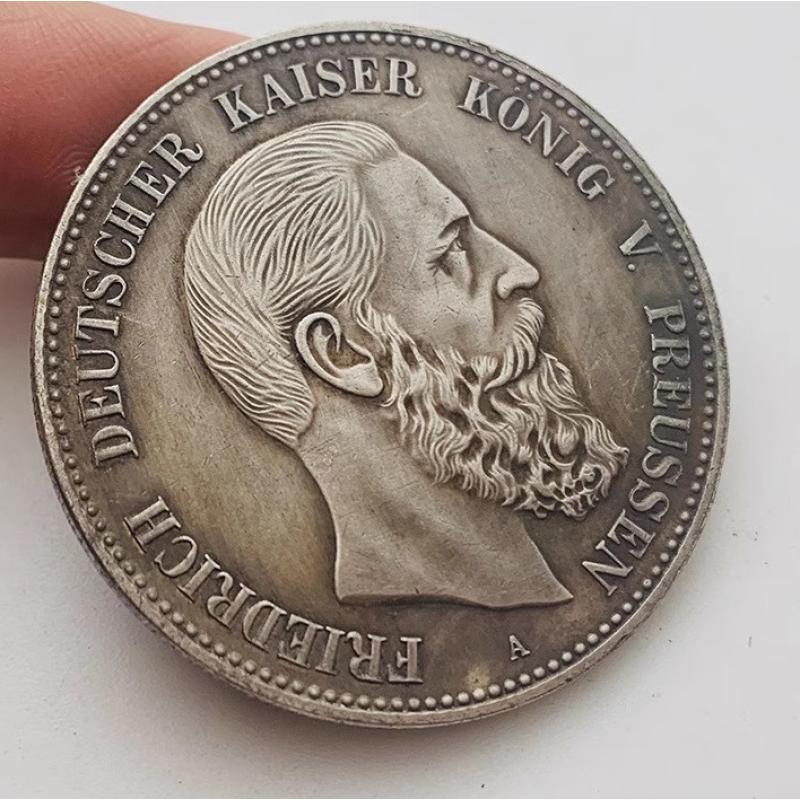 FRIEDRICH DEUTSCHER KAISER KÖNIG V. PREUSSEN
A